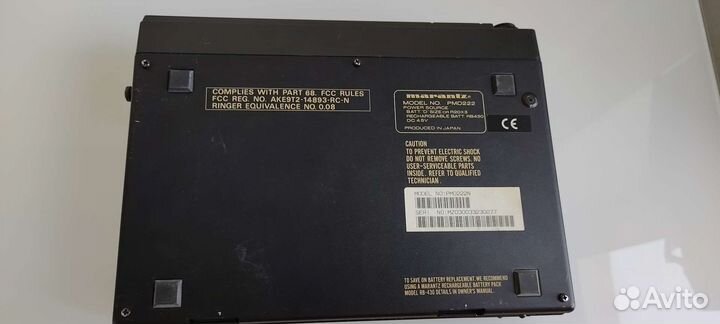 COMPLIES WITH PART 68. FCC RULES
FCC REG. NO. AKE9T2-14893-RC-N
RINGER EQUIVALENCE NO. 0.08
marantz
MODEL NO. PMD222
POWER SOURCE
BATT. 'D' SIZE OR R20X3
RECHARGEABLE BATT. RB430
DC 4.5V
PRODUCED IN JAPAN
CE
CAUTION
TO PREVENT ELECTRIC SHOCK
DO NOT REMOVE SCREWS. NO
USER-SERVICEABLE PARTS
INSIDE. REFER TO QUALIFIED
TECHNICIAN.
MODEL NO:PMD222N
SERI. NO:MZ030033230077
TO SAVE ON BATTERY REPLACEMENT, WE RECOMMEND
USING A MARANTZ RECHARGEABLE BATTERY PACK
MODEL RB-430 DETAILS IN OWNER'S MANUAL.
Avito